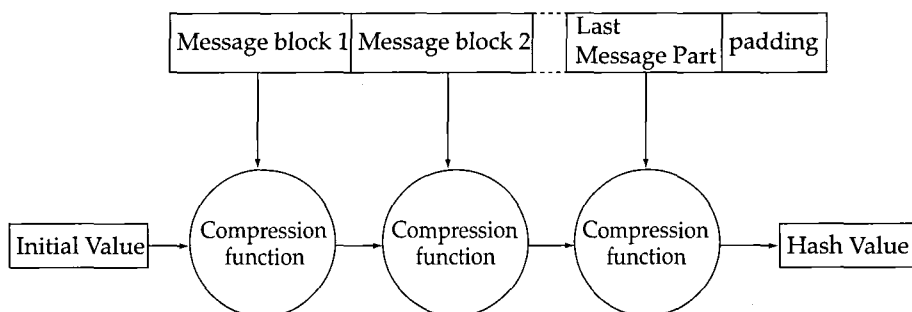 Message block 1
Message block 2
Last
Message Part
padding
Initial Value
Compression
function
Compression
function
Compression
function
Hash Value